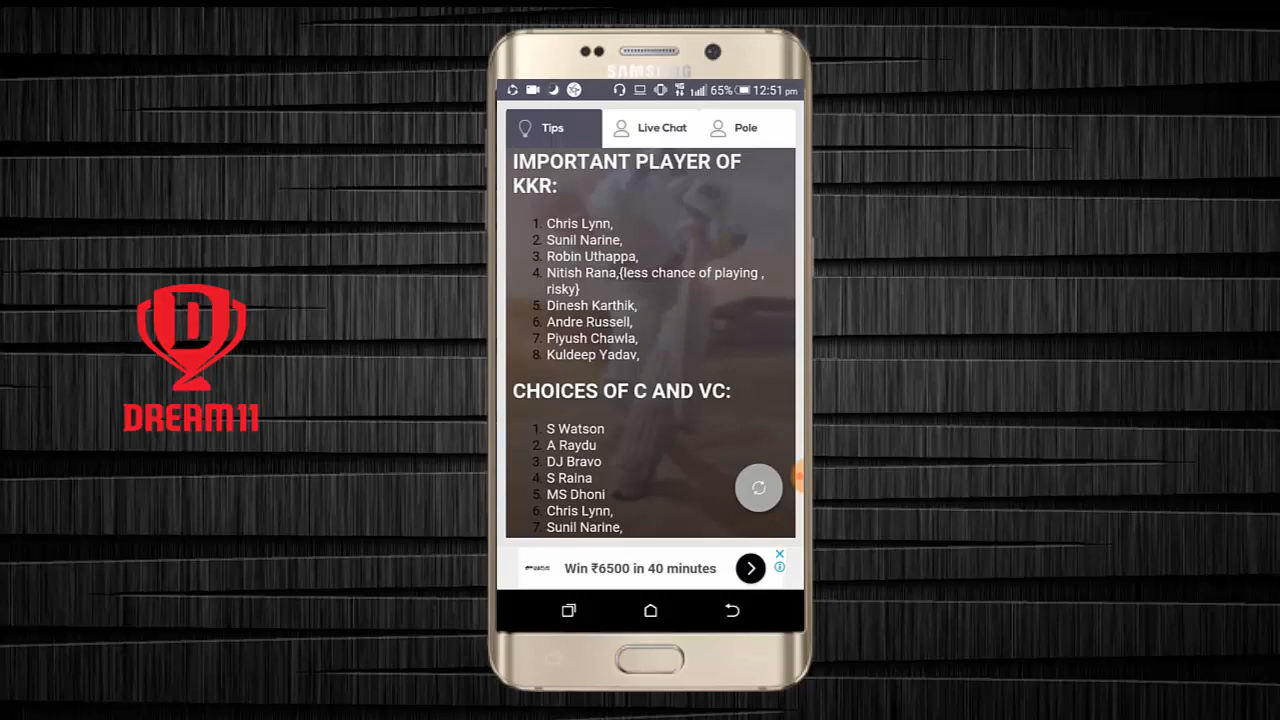 SAMSUNG
4G 65% 12:51 pm
Tips Live Chat Pole
IMPORTANT PLAYER OF
KKR:
1. Chris Lynn,
2. Sunil Narine,
3. Robin Uthappa,
4. Nitish Rana,{less chance of playing ,
risky}
5. Dinesh Karthik,
6. Andre Russell,
7. Piyush Chawla,
8. Kuldeep Yadav,
CHOICES OF C AND VC:
1. S Watson
2. A Raydu
3. DJ Bravo
4. S Raina
5. MS Dhoni
6. Chris Lynn,
7. Sunil Narine,
Win ₹6500 in 40 minutes
D
DREAM11